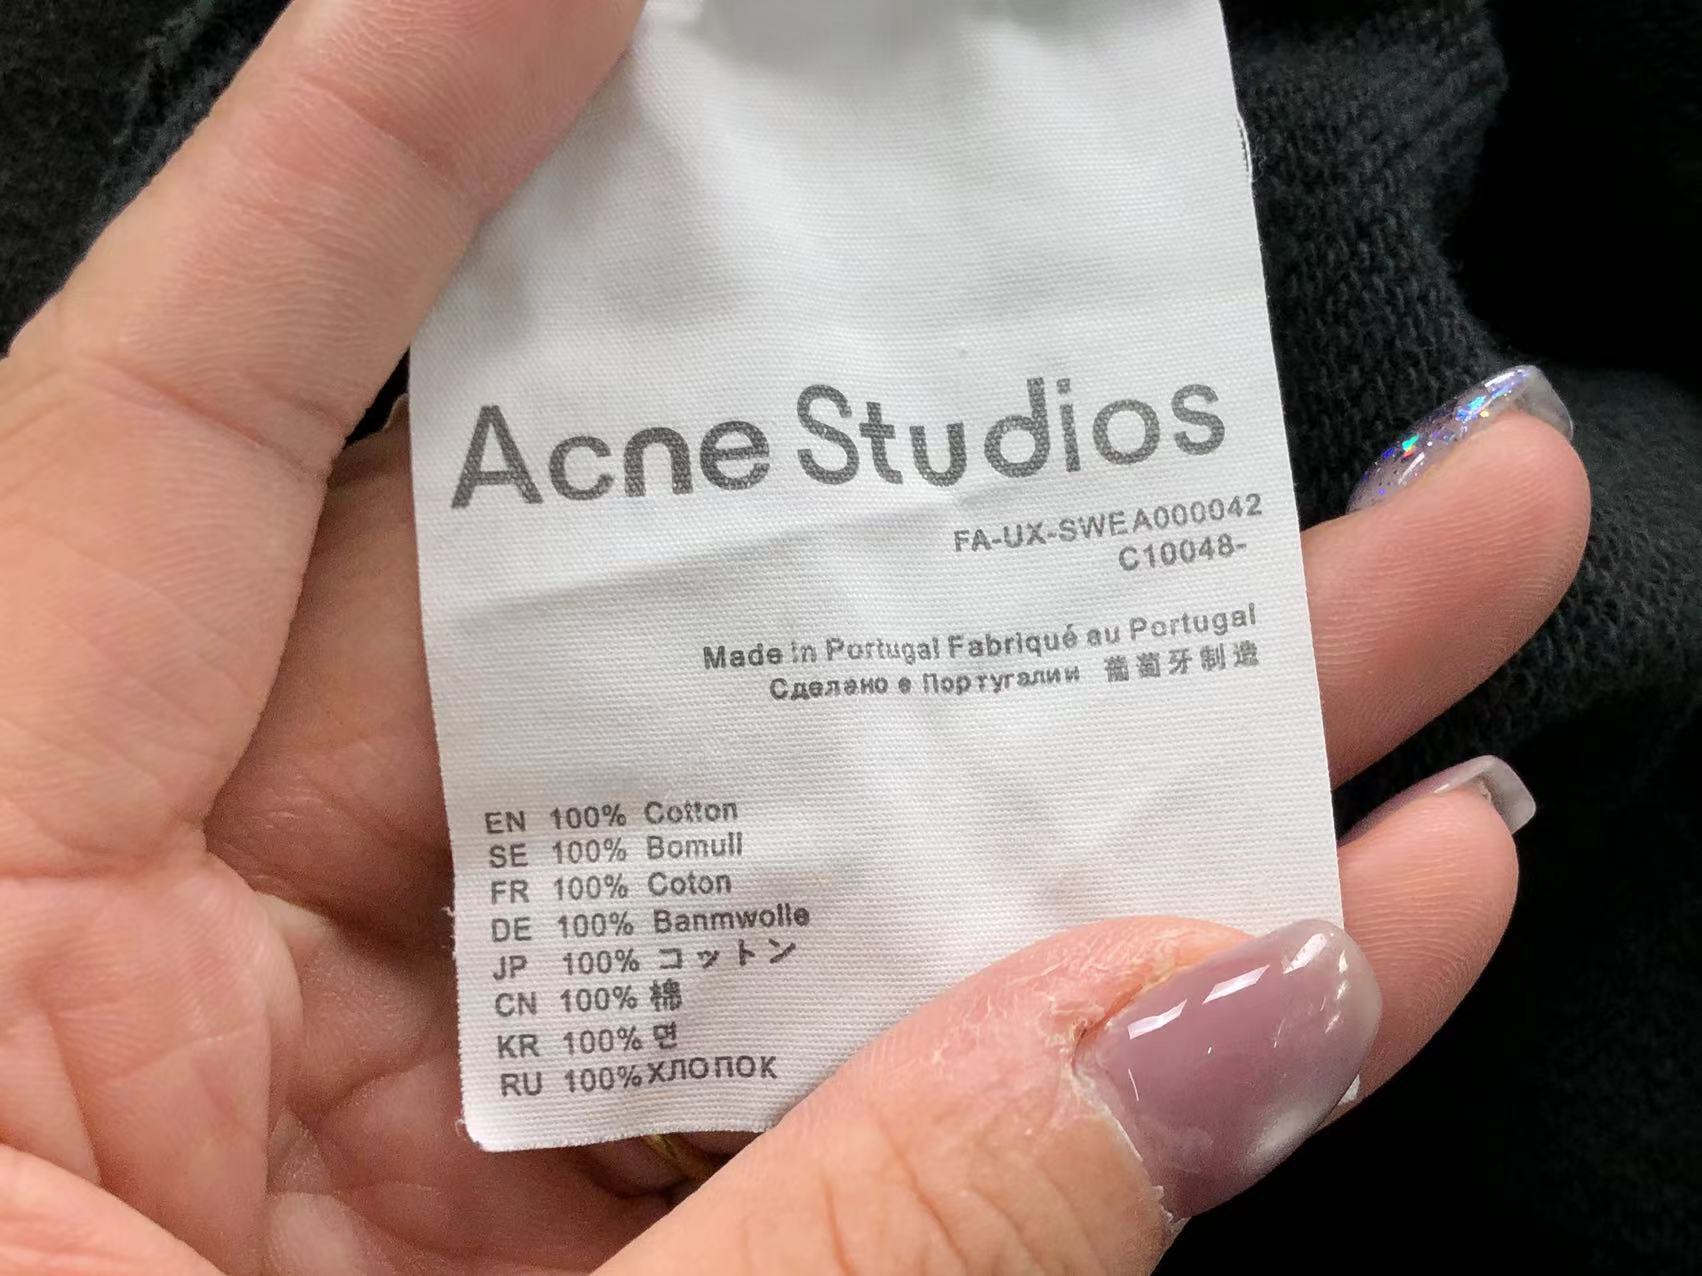 Acne Studios
FA-UX-SWEA000042
C10048-
Made in Portugal Fabriqué au Portugal
Сделано в Португалии 葡萄牙制造
EN 100% Cotton
SE 100% Bomull
FR 100% Coton
DE 100% Banmwolle
JP 100% コットン
CN 100% 棉
KR 100% 면
RU 100% ХЛОПОК